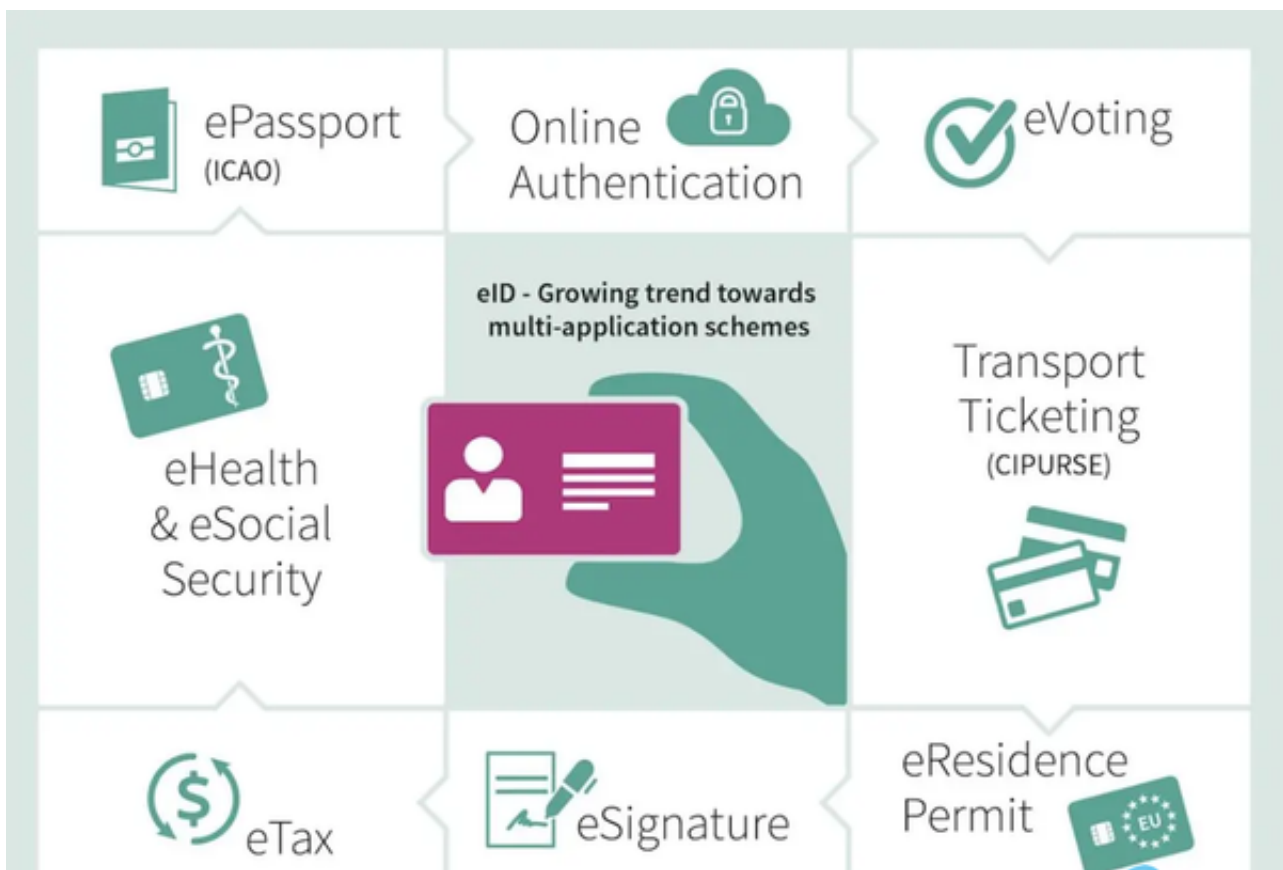 ePassport
(ICAO)
Online
Authentication
eVoting
eID - Growing trend towards
multi-application schemes
eHealth
& eSocial
Security
Transport
Ticketing
(CIPURSE)
$
eTax
eSignature
eResidence
Permit
EU